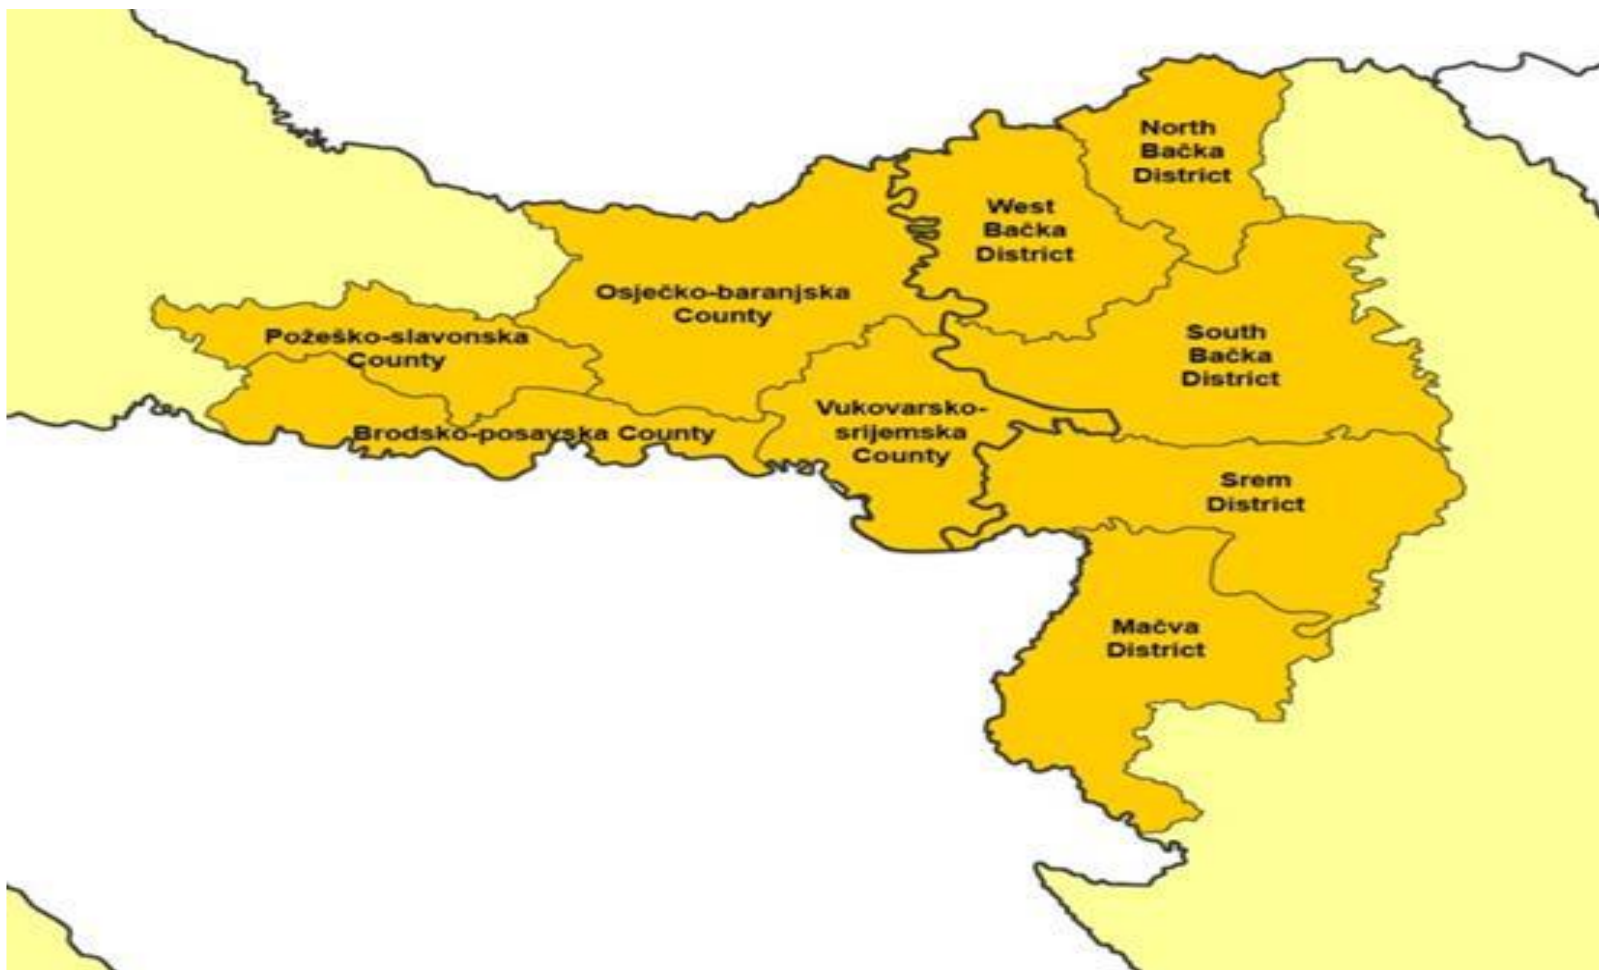 North
Bačka
District
West
Bačka
District
Osječko-baranjska
County
Požeško-slavonska
County
South
Bačka
District
Vukovarsko-
srijemska
County
Brodsko-posavska County
Srem
District
Mačva
District